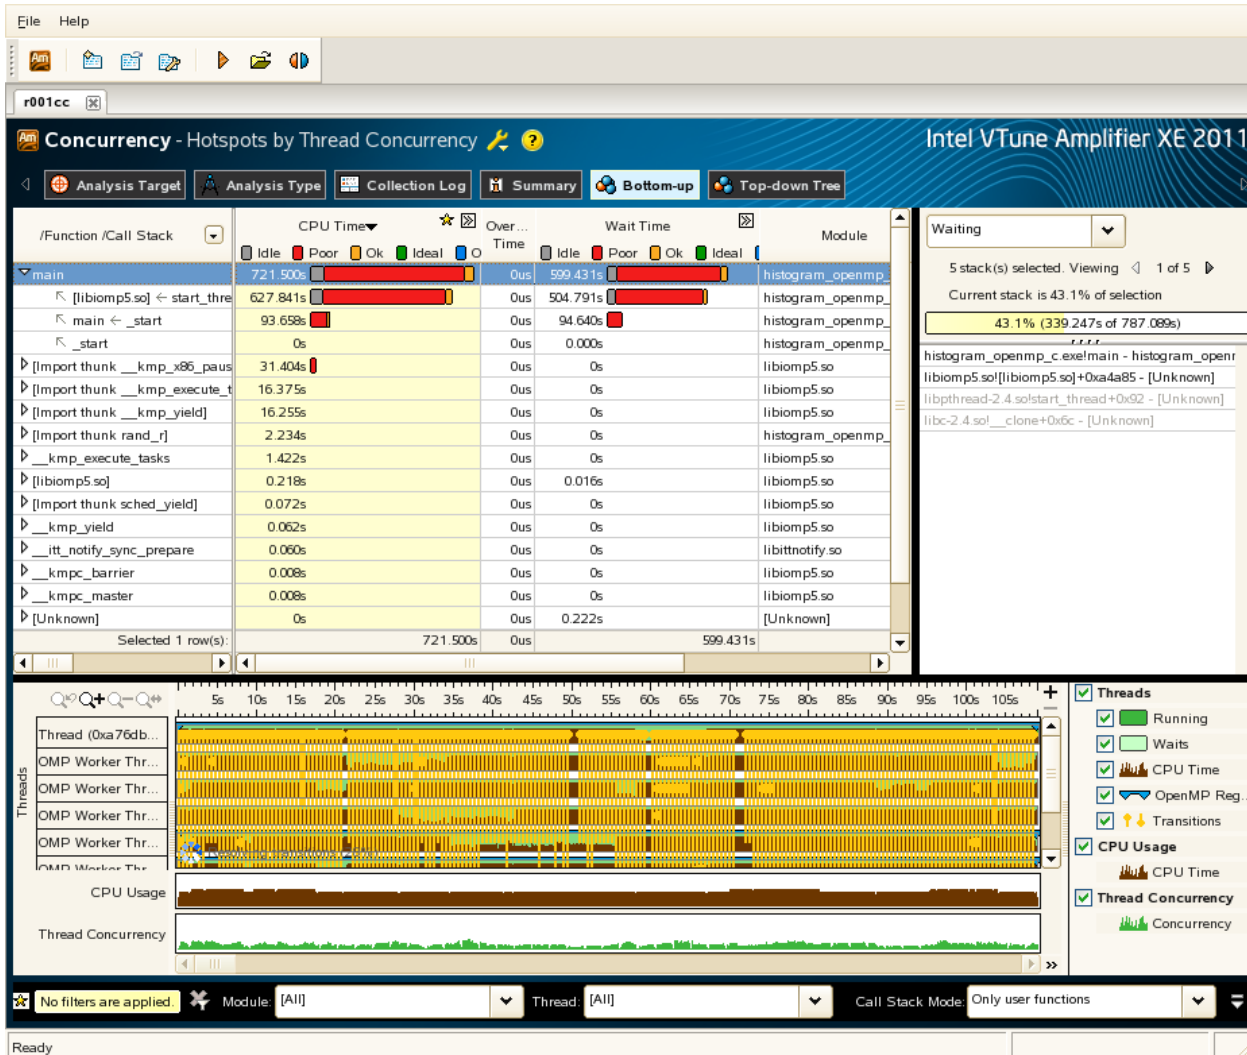 File Help
Am
r001cc
Am Concurrency - Hotspots by Thread Concurrency ?
Intel VTune Amplifier XE 2011
Analysis Target Analysis Type Collection Log Summary Bottom-up Top-down Tree
/Function /Call Stack CPU Time Over... Time Wait Time Module
Idle Poor Ok Ideal O Idle Poor Ok Ideal
main 721.500s 0us 599.431s histogram_openmp_
[libiomp5.so] ← start_thre 627.841s 0us 504.791s histogram_openmp_
main ← _start 93.658s 0us 94.640s histogram_openmp_
_start 0s 0us 0.000s histogram_openmp_
[Import thunk __kmp_x86_paus 31.404s 0us 0s libiomp5.so
[Import thunk __kmp_execute_t 16.375s 0us 0s libiomp5.so
[Import thunk __kmp_yield] 16.255s 0us 0s libiomp5.so
[Import thunk rand_r] 2.234s 0us 0s histogram_openmp_
__kmp_execute_tasks 1.422s 0us 0s libiomp5.so
[libiomp5.so] 0.218s 0us 0.016s libiomp5.so
[Import thunk sched_yield] 0.072s 0us 0s libiomp5.so
__kmp_yield 0.062s 0us 0s libiomp5.so
__itt_notify_sync_prepare 0.060s 0us 0s libittnotify.so
__kmpc_barrier 0.008s 0us 0s libiomp5.so
__kmpc_master 0.008s 0us 0s libiomp5.so
[Unknown] 0s 0us 0.222s [Unknown]
Selected 1 row(s): 721.500s 0us 599.431s
Waiting
5 stack(s) selected. Viewing 1 of 5
Current stack is 43.1% of selection
43.1% (339.247s of 787.089s)
histogram_openmp_c.exe!main - histogram_openr
libiomp5.so![libiomp5.so]+0xa4a85 - [Unknown]
libpthread-2.4.so!start_thread+0x92 - [Unknown]
libc-2.4.so!__clone+0x6c - [Unknown]
5s 10s 15s 20s 25s 30s 35s 40s 45s 50s 55s 60s 65s 70s 75s 80s 85s 90s 95s 100s 105s
Threads
Thread (0xa76db...
OMP Worker Thr...
OMP Worker Thr...
OMP Worker Thr...
OMP Worker Thr...
OMP Worker Thr...
Resolving transitions
CPU Usage
Thread Concurrency
Threads
Running
Waits
CPU Time
OpenMP Reg...
Transitions
CPU Usage
CPU Time
Thread Concurrency
Concurrency
No filters are applied. Module: [All] Thread: [All] Call Stack Mode: Only user functions
Ready